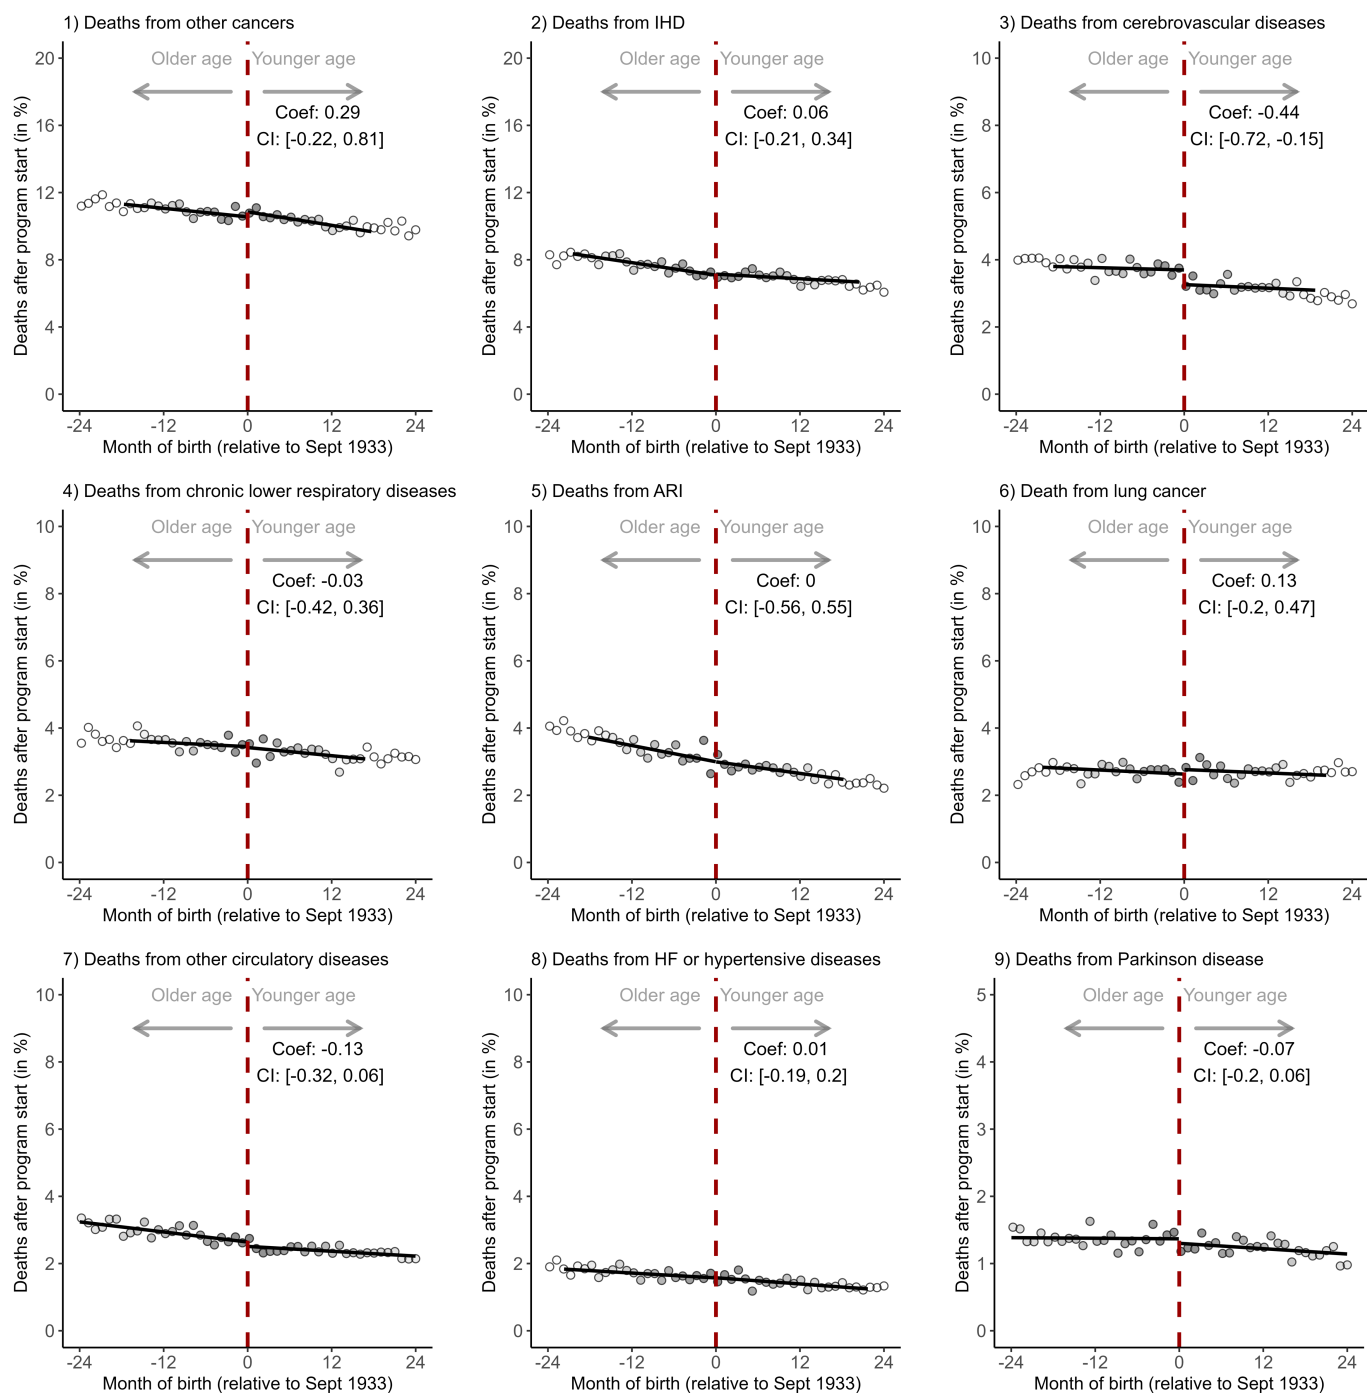 1) Deaths from other cancers
Deaths after program start (in %)
20
16
12
8
4
0
Older age
Younger age
Coef: 0.29
CI: [-0.22, 0.81]
-24
-12
0
12
24
Month of birth (relative to Sept 1933)
2) Deaths from IHD
Deaths after program start (in %)
20
16
12
8
4
0
Older age
Younger age
Coef: 0.06
CI: [-0.21, 0.34]
-24
-12
0
12
24
Month of birth (relative to Sept 1933)
3) Deaths from cerebrovascular diseases
Deaths after program start (in %)
10
8
6
4
2
0
Older age
Younger age
Coef: -0.44
CI: [-0.72, -0.15]
-24
-12
0
12
24
Month of birth (relative to Sept 1933)
4) Deaths from chronic lower respiratory diseases
Deaths after program start (in %)
10
8
6
4
2
0
Older age
Younger age
Coef: -0.03
CI: [-0.42, 0.36]
-24
-12
0
12
24
Month of birth (relative to Sept 1933)
5) Deaths from ARI
Deaths after program start (in %)
10
8
6
4
2
0
Older age
Younger age
Coef: 0
CI: [-0.56, 0.55]
-24
-12
0
12
24
Month of birth (relative to Sept 1933)
6) Death from lung cancer
Deaths after program start (in %)
10
8
6
4
2
0
Older age
Younger age
Coef: 0.13
CI: [-0.2, 0.47]
-24
-12
0
12
24
Month of birth (relative to Sept 1933)
7) Deaths from other circulatory diseases
Deaths after program start (in %)
10
8
6
4
2
0
Older age
Younger age
Coef: -0.13
CI: [-0.32, 0.06]
-24
-12
0
12
24
Month of birth (relative to Sept 1933)
8) Deaths from HF or hypertensive diseases
Deaths after program start (in %)
10
8
6
4
2
0
Older age
Younger age
Coef: 0.01
CI: [-0.19, 0.2]
-24
-12
0
12
24
Month of birth (relative to Sept 1933)
9) Deaths from Parkinson disease
Deaths after program start (in %)
5
4
3
2
1
0
Older age
Younger age
Coef: -0.07
CI: [-0.2, 0.06]
-24
-12
0
12
24
Month of birth (relative to Sept 1933)